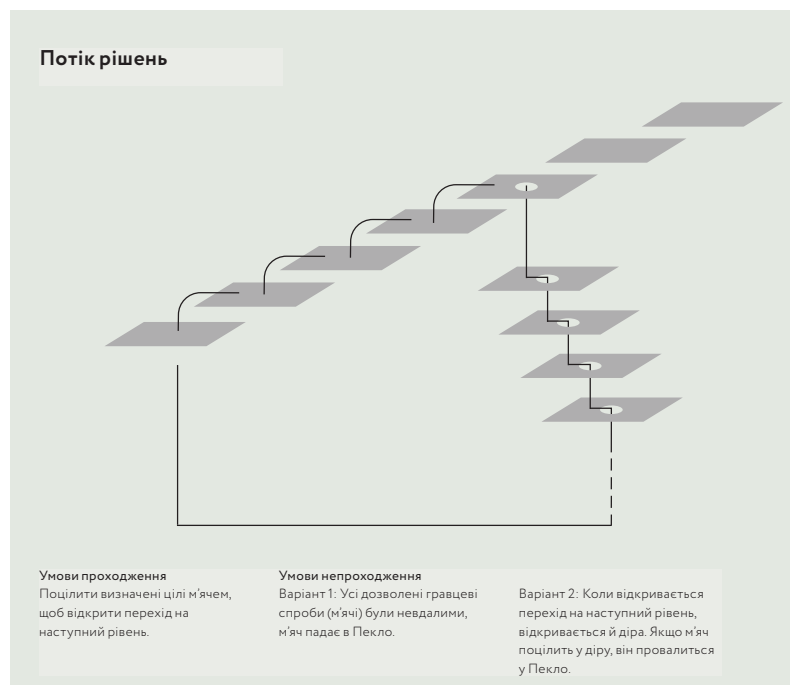 Потік рішень
Умови проходження
Поцілити визначені цілі м'ячем,
щоб відкрити перехід на
наступний рівень.
Умови непроходження
Варіант 1: Усі дозволені гравцеві
спроби (м'ячі) були невдалими,
м'яч падає в Пекло.
Варіант 2: Коли відкривається
перехід на наступний рівень,
відкривається й діра. Якщо м'яч
поцілить у діру, він провалиться
у Пекло.